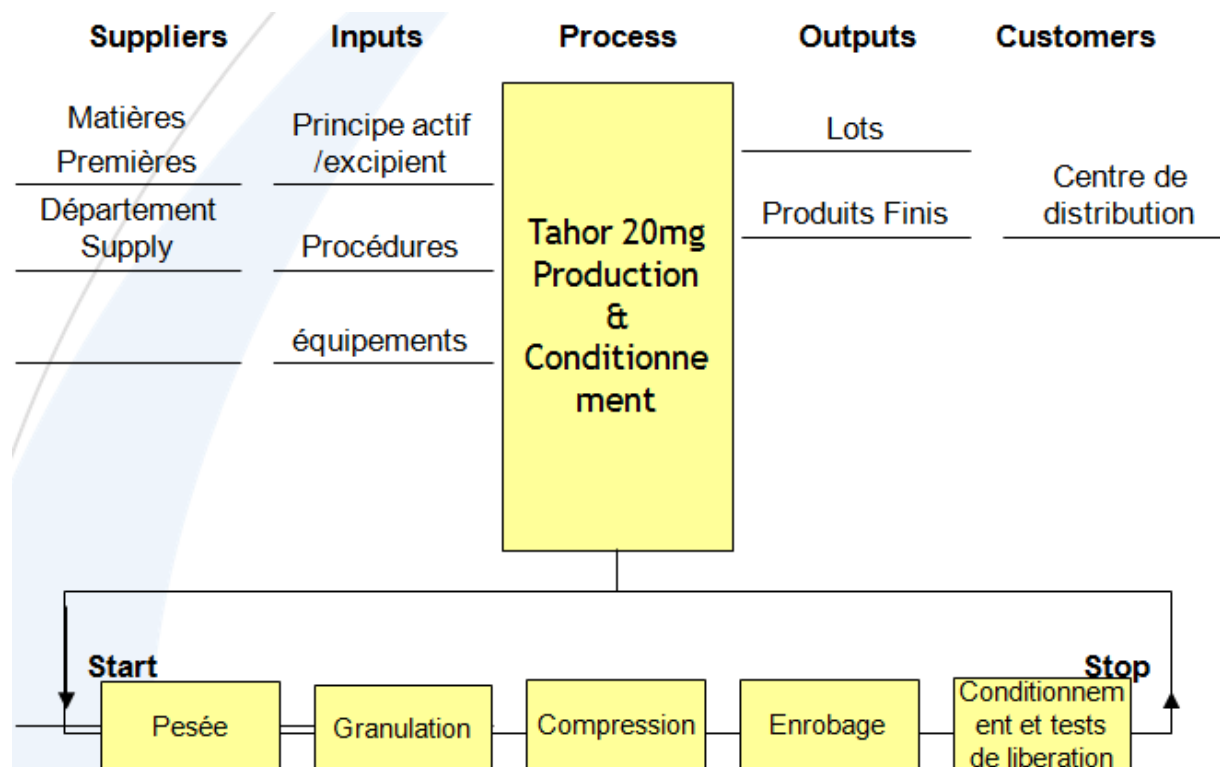 Suppliers
Inputs
Process
Outputs
Customers
Matières
Premières
Département
Supply
Principe actif
/excipient
Procédures
équipements
Tahor 20mg
Production
&
Conditionne
ment
Lots
Produits Finis
Centre de
distribution
Start
Stop
Pesée
Granulation
Compression
Enrobage
Conditionnem
ent et tests
de liberation